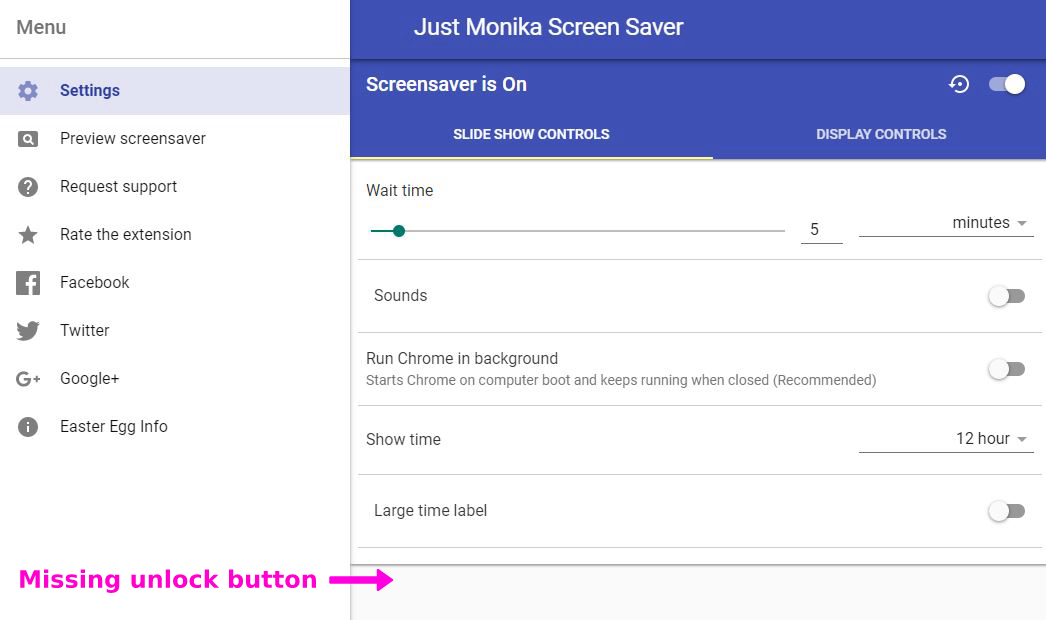 Menu
Settings
Preview screensaver
Request support
Rate the extension
Facebook
Twitter
Google+
Easter Egg Info
Missing unlock button
Just Monika Screen Saver
Screensaver is On
SLIDE SHOW CONTROLS
DISPLAY CONTROLS
Wait time
5
minutes
Sounds
Run Chrome in background
Starts Chrome on computer boot and keeps running when closed (Recommended)
Show time
12 hour
Large time label